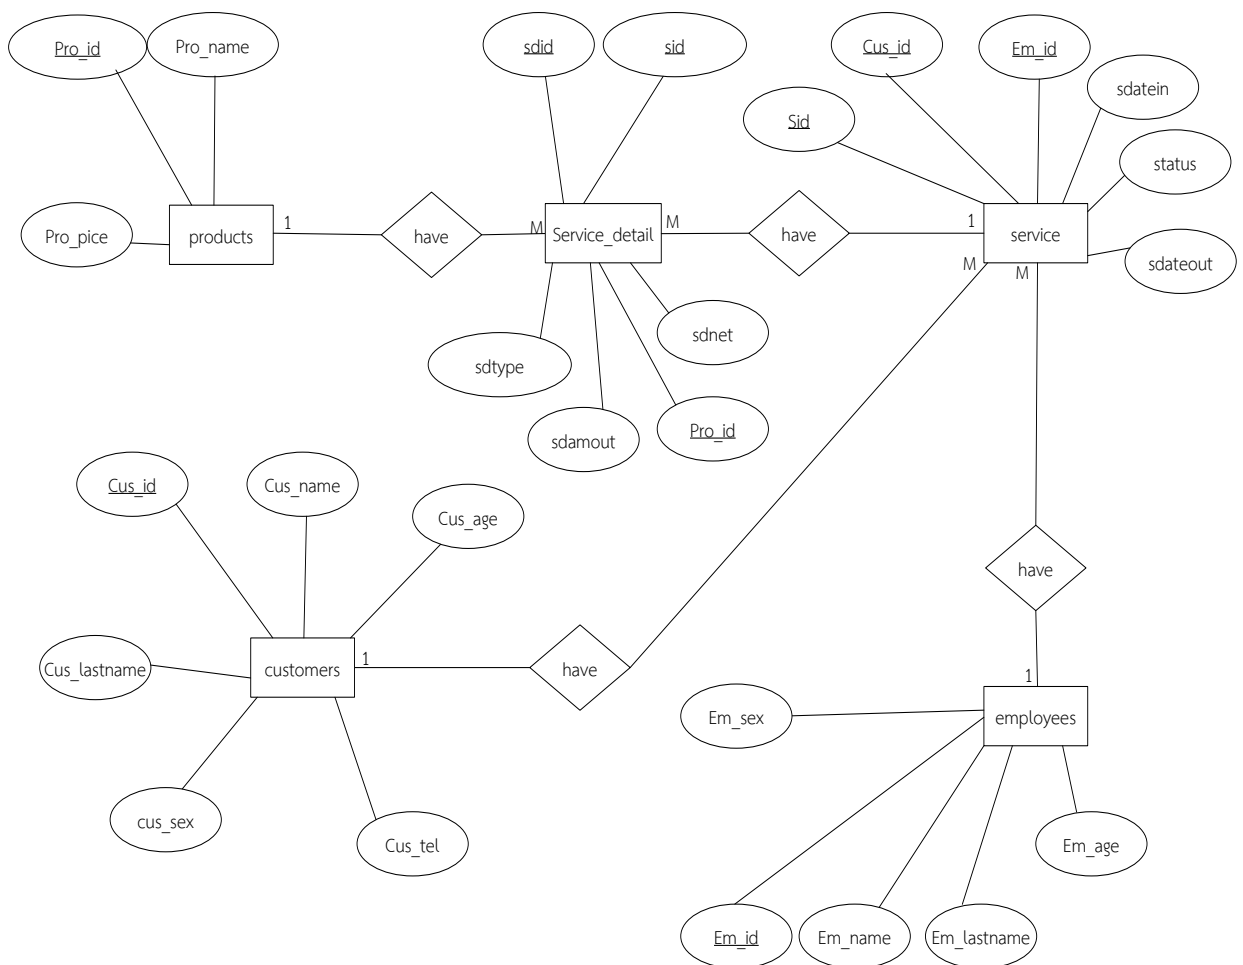 Pro_id
Pro_name
sdid
sid
Cus_id
Em_id
sdatein
Sid
status
Pro_pice
products
1
have
M
Service_detail
M
have
1
service
sdateout
M
M
sdtype
sdnet
sdamout
Pro_id
Cus_id
Cus_name
Cus_age
have
Cus_lastname
customers
1
have
1
Em_sex
employees
cus_sex
Cus_tel
Em_age
Em_id
Em_name
Em_lastname